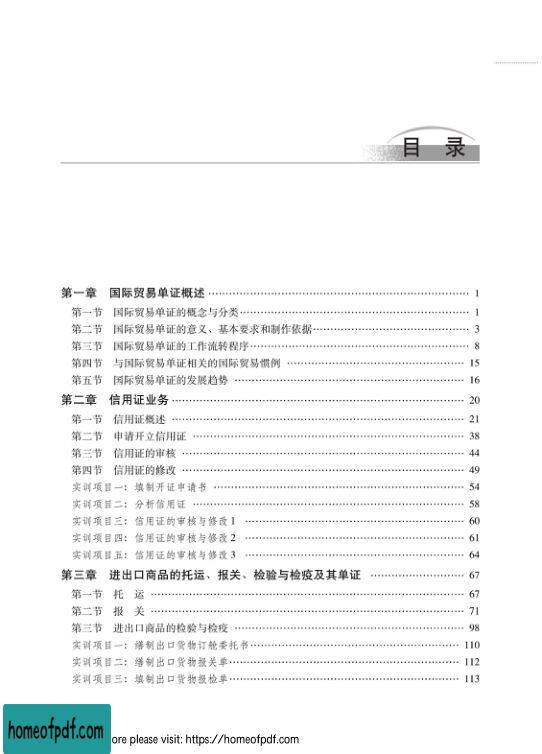 目 录
第一章 国际贸易单证概述 …… 1
第一节 国际贸易单证的概念与分类 …… 1
第二节 国际贸易单证的意义、基本要求和制作依据 …… 3
第三节 国际贸易单证的工作流转程序 …… 8
第四节 与国际贸易单证相关的国际贸易惯例 …… 15
第五节 国际贸易单证的发展趋势 …… 16
第二章 信用证业务 …… 20
第一节 信用证概述 …… 21
第二节 申请开立信用证 …… 38
第三节 信用证的审核 …… 44
第四节 信用证的修改 …… 49
实训项目一：填制开证申请书 …… 54
实训项目二：分析信用证 …… 58
实训项目三：信用证的审核与修改 1 …… 60
实训项目四：信用证的审核与修改 2 …… 61
实训项目五：信用证的审核与修改 3 …… 64
第三章 进出口商品的托运、报关、检验与检疫及其单证 …… 67
第一节 托 运 …… 67
第二节 报 关 …… 71
第三节 进出口商品的检验与检疫 …… 98
实训项目一：缮制出口货物订舱委托书 …… 110
实训项目二：缮制出口货物报关单 …… 112
实训项目三：填制出口货物报检单 …… 113
homeofpdf.com
ore please visit: https://homeofpdf.com